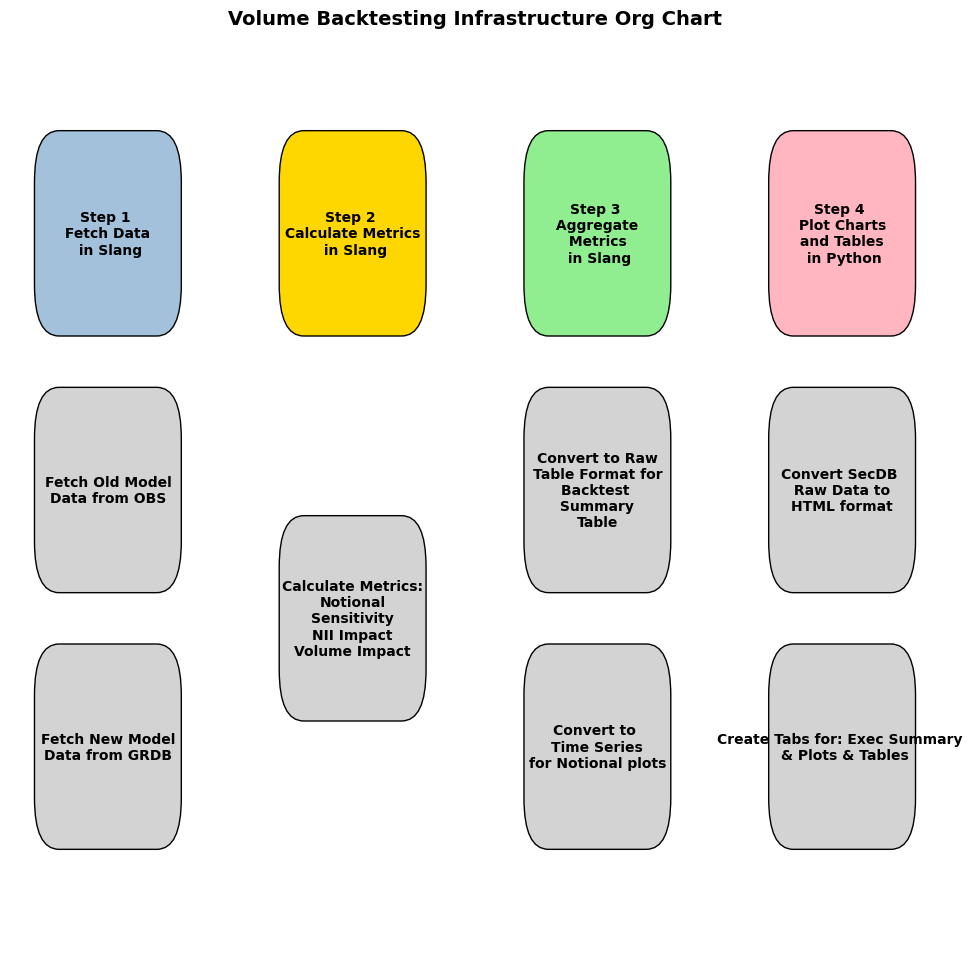 Volume Backtesting Infrastructure Org Chart
Step 1
Fetch Data
in Slang
Step 2
Calculate Metrics
in Slang
Step 3
Aggregate
Metrics
in Slang
Step 4
Plot Charts
and Tables
in Python
Fetch Old Model
Data from OBS
Convert to Raw
Table Format for
Backtest
Summary
Table
Convert SecDB
Raw Data to
HTML format
Calculate Metrics:
Notional
Sensitivity
NII Impact
Volume Impact
Fetch New Model
Data from GRDB
Convert to
Time Series
for Notional plots
Create Tabs for: Exec Summary
& Plots & Tables